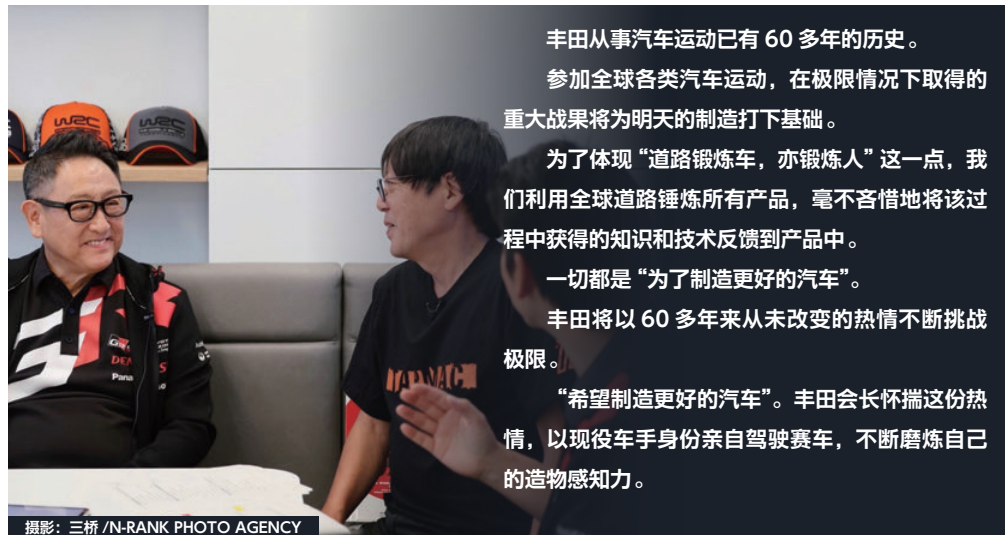 丰田从事汽车运动已有 60 多年的历史。
参加全球各类汽车运动，在极限情况下取得的
重大战果将为明天的制造打下基础。
为了体现“道路锻炼车，亦锻炼人”这一点，我
们利用全球道路锤炼所有产品，毫不吝惜地将该过
程中获得的知识和技术反馈到产品中。
一切都是“为了制造更好的汽车”。
丰田将以 60 多年来从未改变的热情不断挑战
极限。
“希望制造更好的汽车”。丰田会长怀揣这份热
情，以现役车手身份亲自驾驶赛车，不断磨炼自己
的造物感知力。
WRC
WRC
摄影：三桥 /N-RANK PHOTO AGENCY